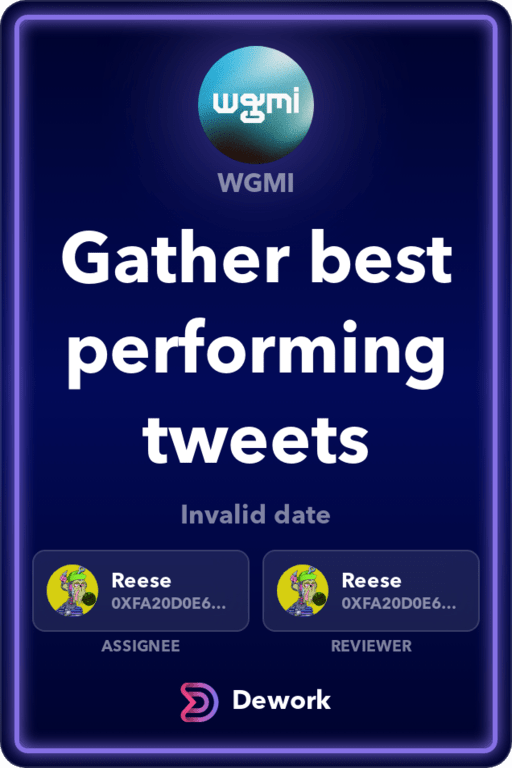 wgmi
WGMI
Gather best
performing
tweets
Invalid date
Reese
0XFA20D0E6...
Reese
0XFA20D0E6...
ASSIGNEE
REVIEWER
Dework